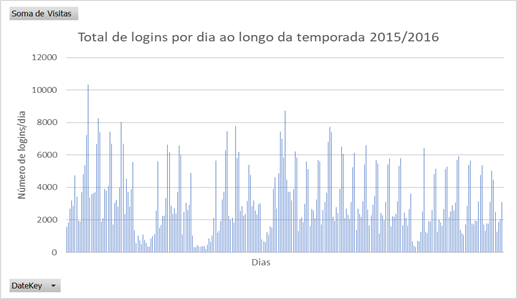 Soma de Visitas
Total de logins por dia ao longo da temporada 2015/2016
12000
10000
8000
6000
4000
2000
0
Número de logins/dia
Dias
DateKey